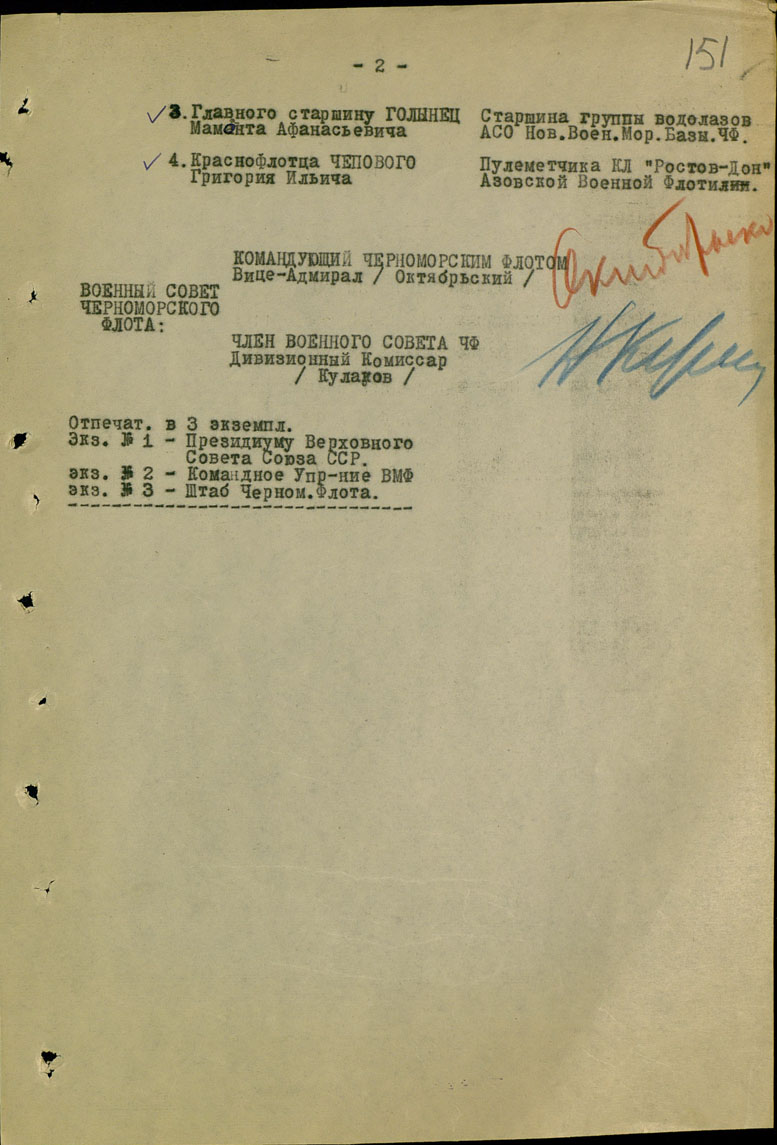 - 2 -
151
3. Главного старшину ГОЛЫНЕЦ Старшина группы водолазов
Маманта Афанасьевича АСО Нов.Воен.Мор.Базы.ЧФ.
4. Краснофлотца ЧЕПОВОГО Пулеметчика КЛ "Ростов-Дон"
Григория Ильича Азовской Военной Флотилии.
КОМАНДУЮЩИЙ ЧЕРНОМОРСКИМ ФЛОТОМ
Вице-Адмирал / Октябрьский /
ВОЕННЫЙ СОВЕТ
ЧЕРНОМОРСКОГО
ФЛОТА:
ЧЛЕН ВОЕННОГО СОВЕТА ЧФ
Дивизионный Комиссар
/ Кулаков /
Отпечат. в 3 экземпл.
Экз. № 1 - Президиуму Верховного
Совета Союза ССР.
экз. № 2 - Командное Упр-ние ВМФ
экз. № 3 - Штаб Черном.Флота.